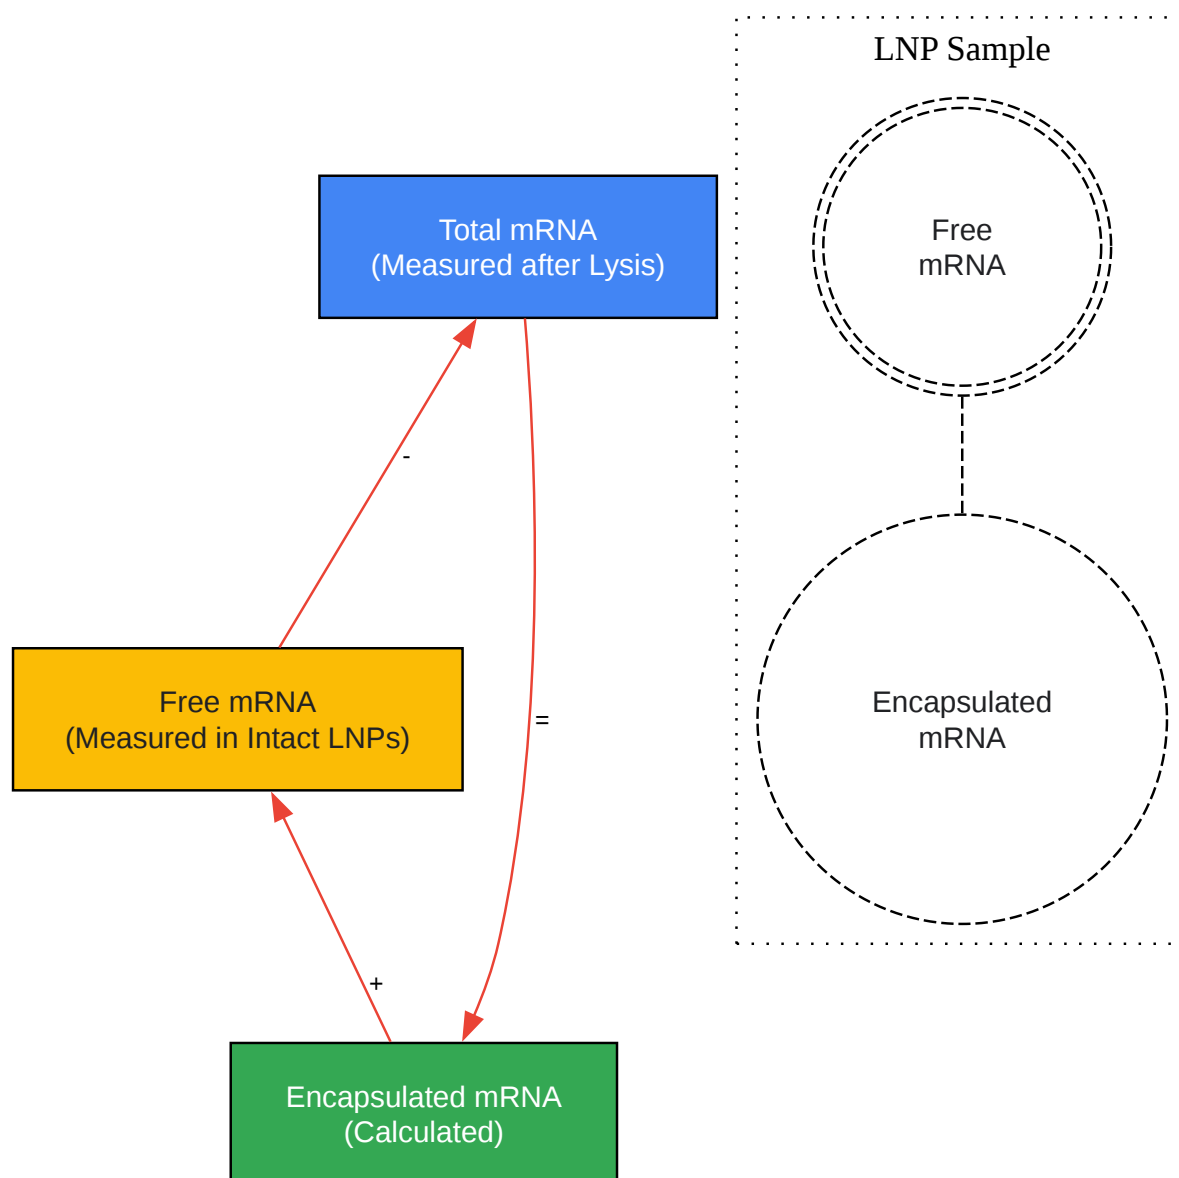 LNP Sample
Total mRNA
(Measured after Lysis)
Free
mRNA
-
Free mRNA
(Measured in Intact LNPs)
=
Encapsulated
mRNA
+
Encapsulated mRNA
(Calculated)